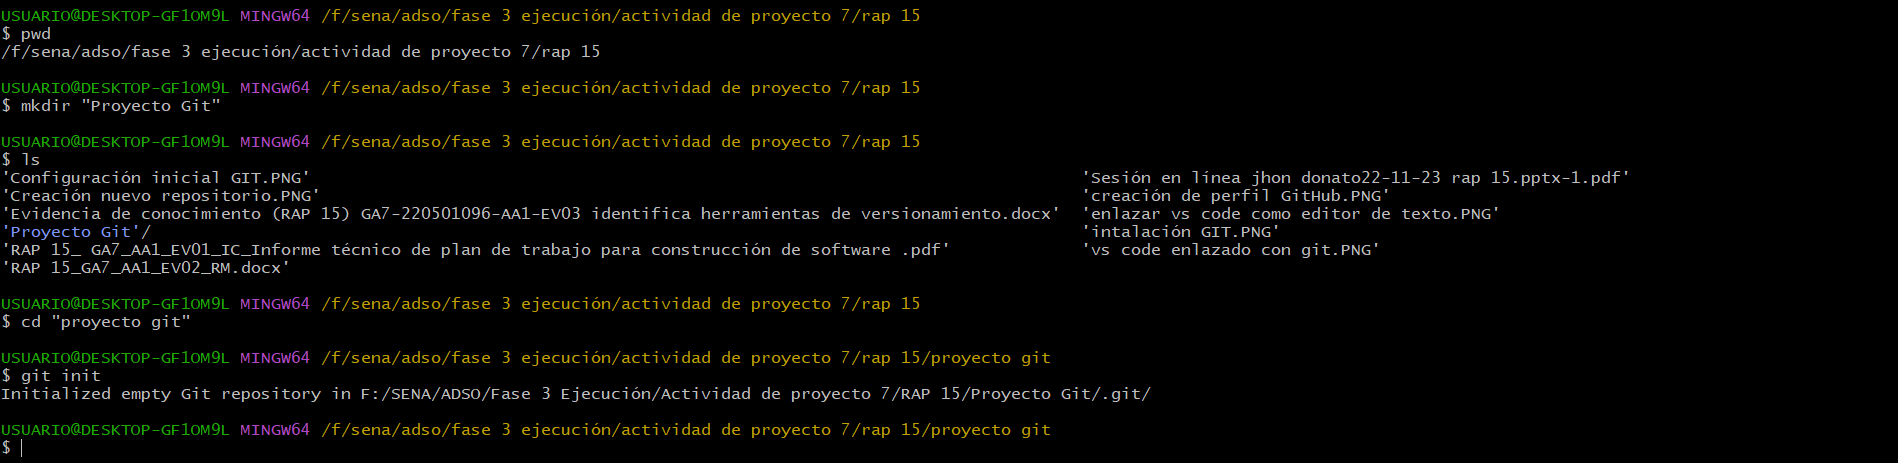 USUARIO@DESKTOP-GF1OM9L MINGW64 /f/sena/adso/fase 3 ejecución/actividad de proyecto 7/rap 15
$ pwd
/f/sena/adso/fase 3 ejecución/actividad de proyecto 7/rap 15
USUARIO@DESKTOP-GF1OM9L MINGW64 /f/sena/adso/fase 3 ejecución/actividad de proyecto 7/rap 15
$ mkdir "Proyecto Git"
USUARIO@DESKTOP-GF1OM9L MINGW64 /f/sena/adso/fase 3 ejecución/actividad de proyecto 7/rap 15
$ ls
'Configuración inicial GIT.PNG' 'Sesión en línea jhon donato22-11-23 rap 15.pptx-1.pdf'
'Creación nuevo repositorio.PNG' 'creación de perfil GitHub.PNG'
'Evidencia de conocimiento (RAP 15) GA7-220501096-AA1-EV03 identifica herramientas de versionamiento.docx' 'enlazar vs code como editor de texto.PNG'
'Proyecto Git'/ 'intalación GIT.PNG'
'RAP 15_ GA7_AA1_EV01_IC_Informe técnico de plan de trabajo para construcción de software .pdf' 'vs code enlazado con git.PNG'
'RAP 15_GA7_AA1_EV02_RM.docx'
USUARIO@DESKTOP-GF1OM9L MINGW64 /f/sena/adso/fase 3 ejecución/actividad de proyecto 7/rap 15
$ cd "proyecto git"
USUARIO@DESKTOP-GF1OM9L MINGW64 /f/sena/adso/fase 3 ejecución/actividad de proyecto 7/rap 15/proyecto git
$ git init
Initialized empty Git repository in F:/SENA/ADSO/Fase 3 Ejecución/Actividad de proyecto 7/RAP 15/Proyecto Git/.git/
USUARIO@DESKTOP-GF1OM9L MINGW64 /f/sena/adso/fase 3 ejecución/actividad de proyecto 7/rap 15/proyecto git
$